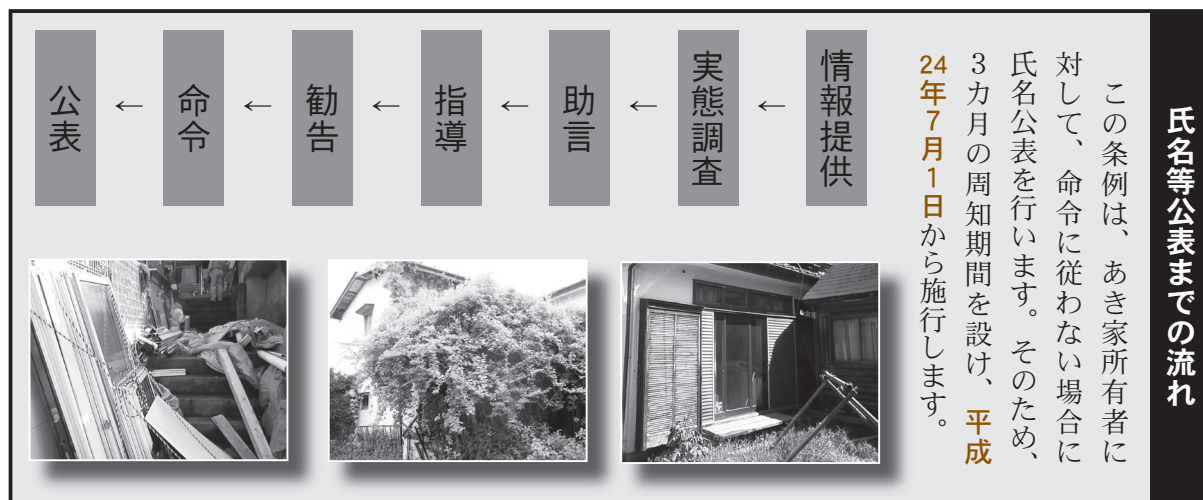 氏名等公表までの流れ
この条例は、あき家所有者に
対して、命令に従わない場合に
氏名公表を行います。そのため、
３カ月の周知期間を設け、平成
24年７月１日から施行します。
情報提供
←
実態調査
←
助言
←
指導
←
勧告
←
命令
←
公表